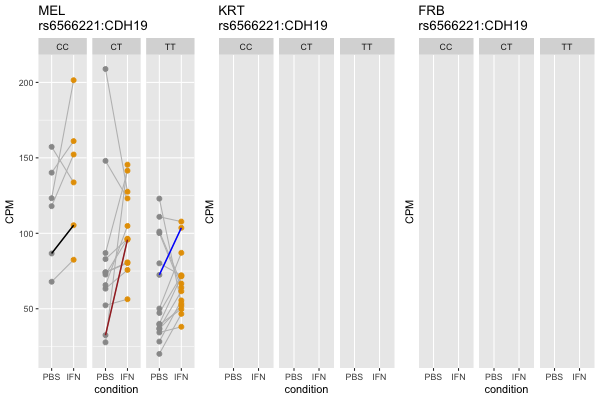 MEL
rs6566221:CDH19
KRT
rs6566221:CDH19
FRB
rs6566221:CDH19
CC CT TT
CC CT TT
CC CT TT
200
150
100
50
CPM
CPM
CPM
PBS IFN PBS IFN PBS IFN
PBS IFN PBS IFN PBS IFN
PBS IFN PBS IFN PBS IFN
condition
condition
condition